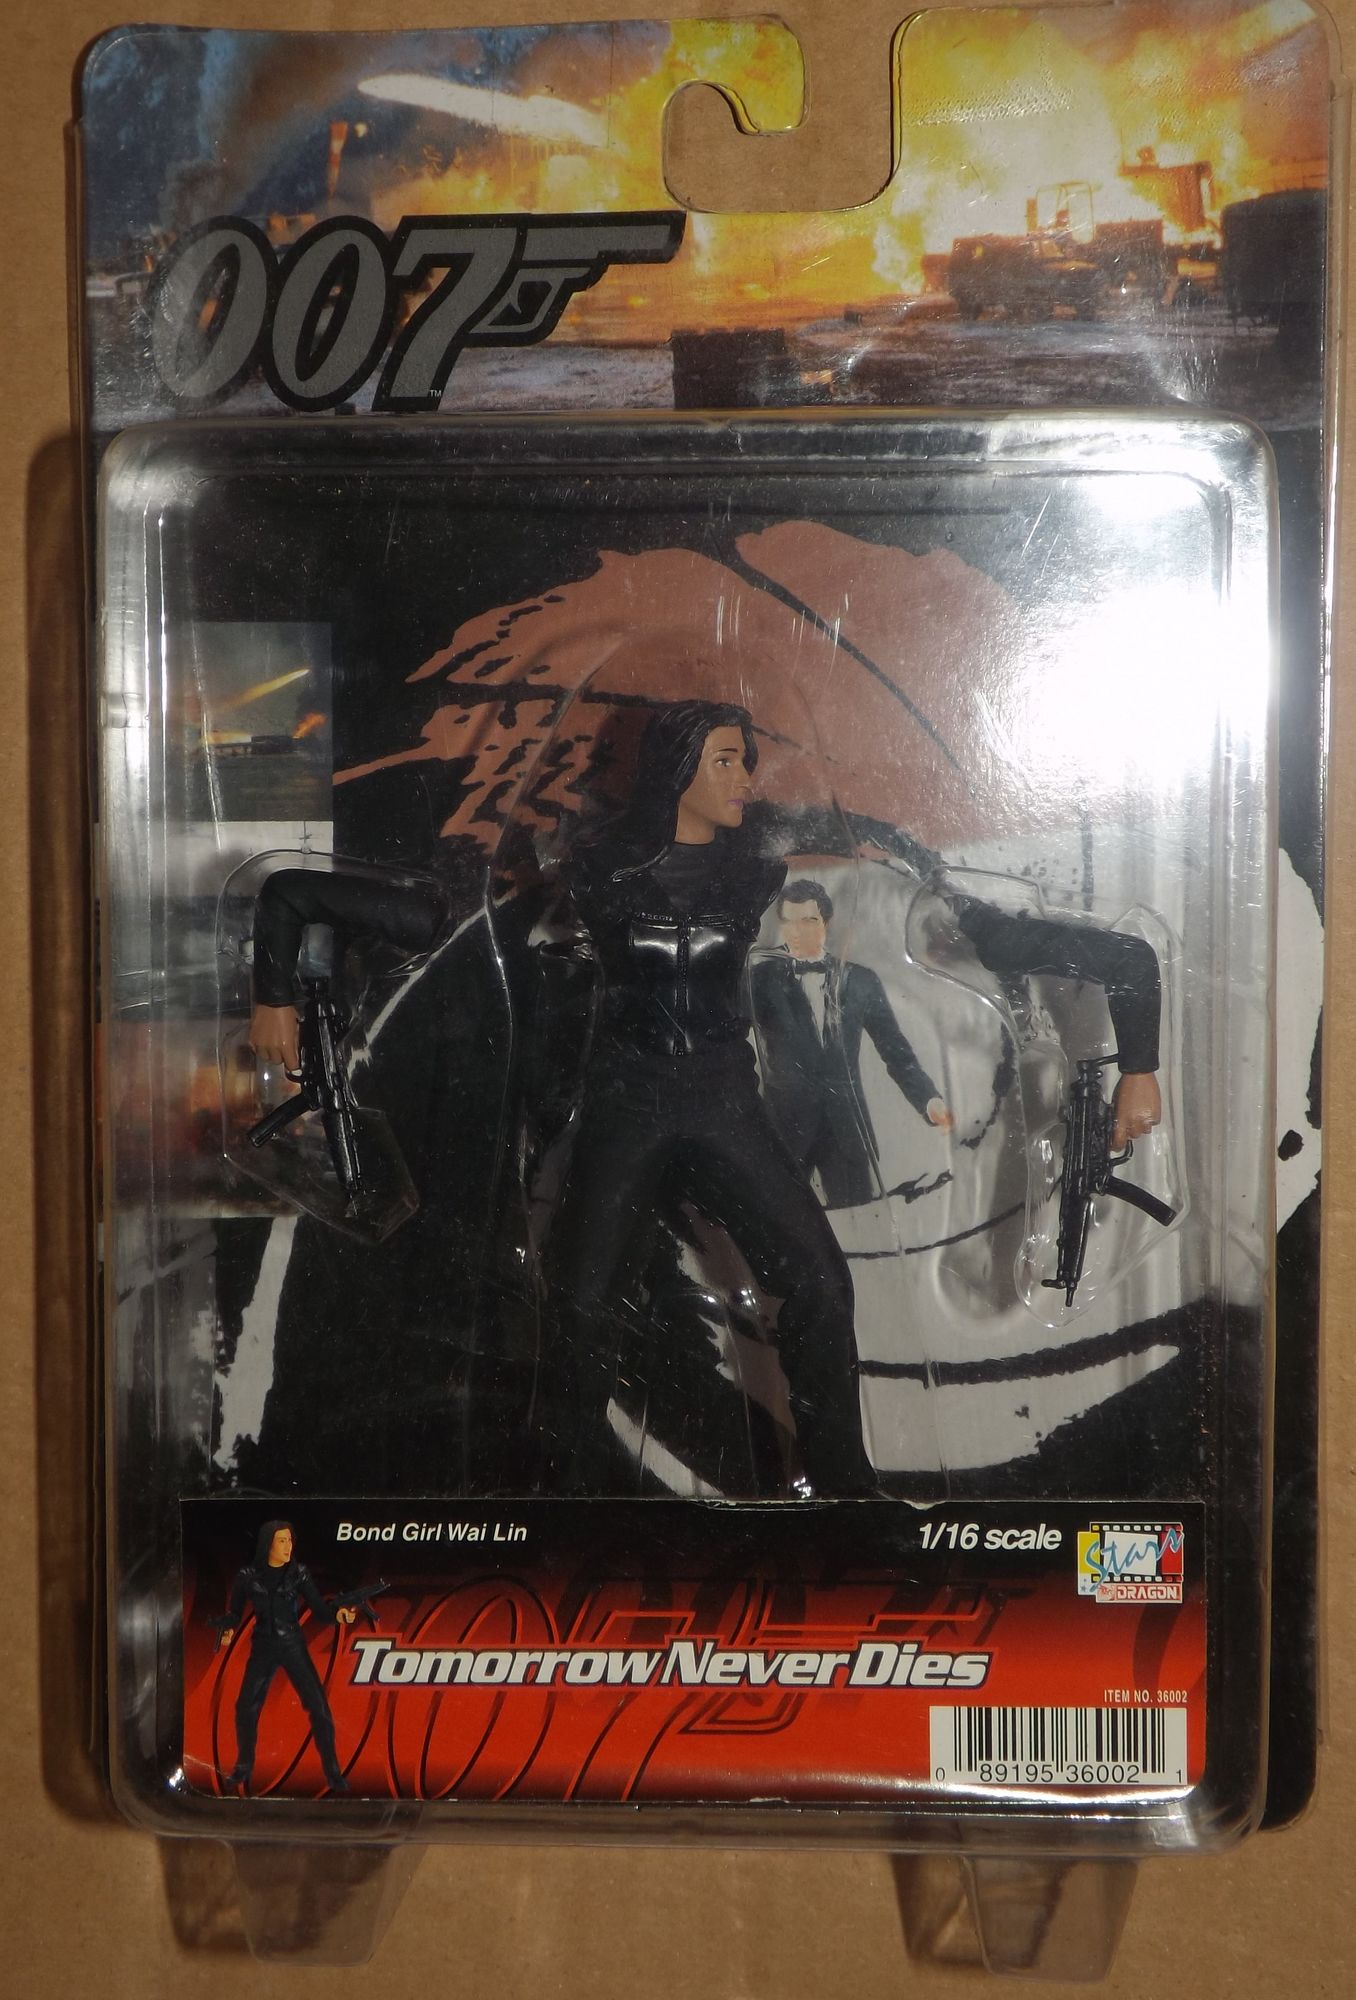 007
TM
Bond Girl Wai Lin
1/16 scale
Stars
DRAGON
Tomorrow Never Dies
ITEM NO. 36002
0 89195 36002 1